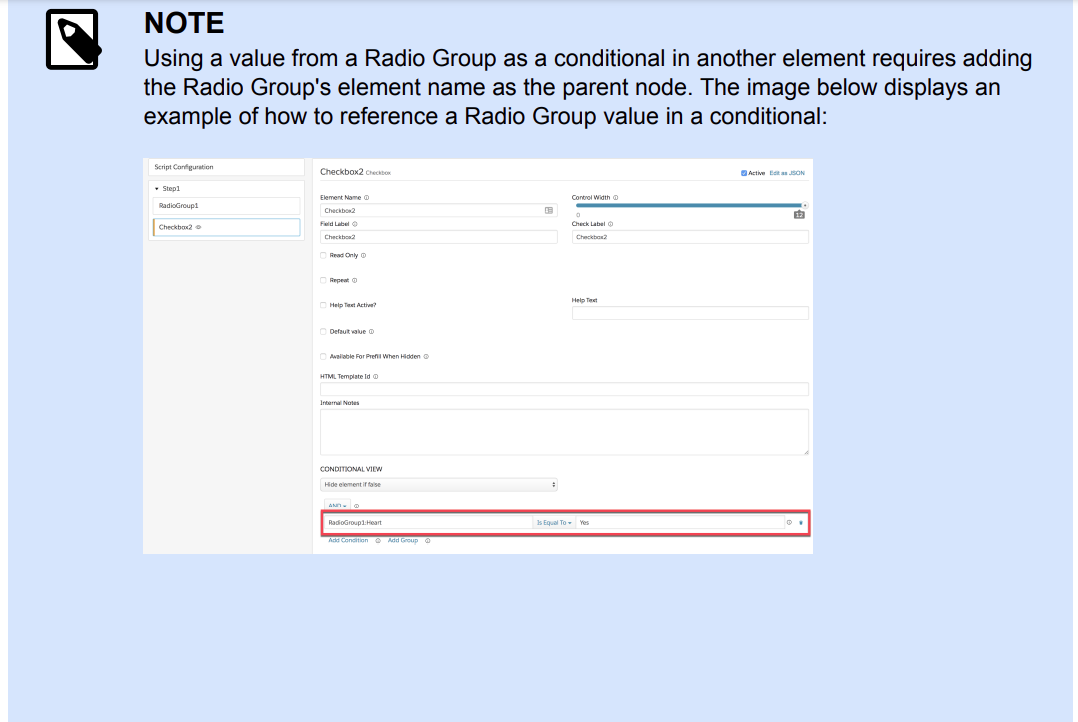 NOTE
Using a value from a Radio Group as a conditional in another element requires adding
the Radio Group's element name as the parent node. The image below displays an
example of how to reference a Radio Group value in a conditional:
Script Configuration
Step1
RadioGroup1
Checkbox2
Checkbox2 Checkbox
Active Edit as JSON
Element Name
Checkbox2
Control Width
0
12
Field Label
Checkbox2
Check Label
Checkbox2
Read Only
Repeat
Help Text Active?
Help Text
Default value
Available For Prefill When Hidden
HTML Template Id
Internal Notes
CONDITIONAL VIEW
Hide element if false
AND
RadioGroup1:Heart Is Equal To Yes
Add Condition Add Group